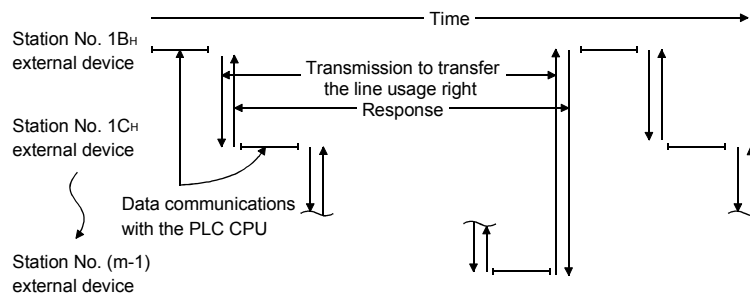 Time
Station No. 1BH
external device
Transmission to transfer
the line usage right
Response
Station No. 1CH
external device
Data communications
with the PLC CPU
Station No. (m-1)
external device